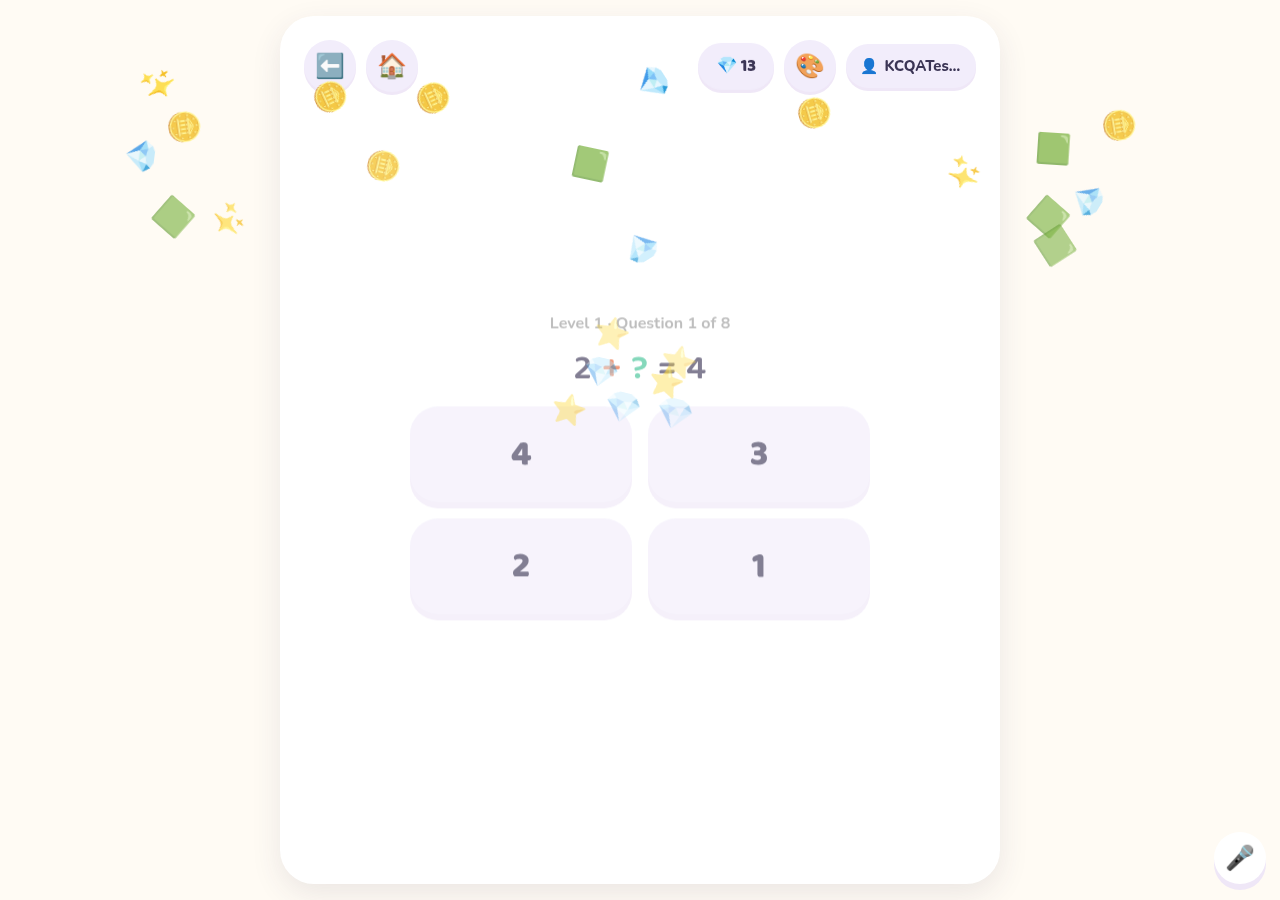 13
KCQATes...
Level 1 · Question 1 of 8
2 + ? = 4
4
3
2
1